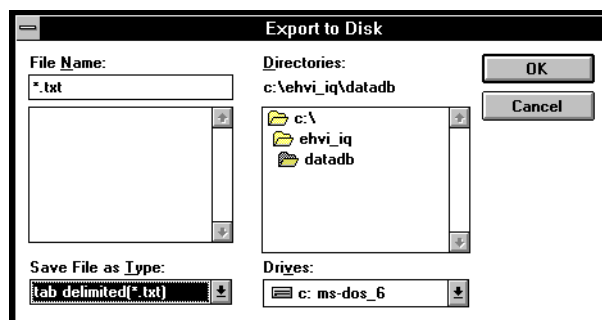 Export to Disk
File Name:
*.txt
Directories:
c:\ehvi_iq\datadb
c:\
ehvi_iq
datadb
OK
Cancel
Save File as Type:
tab delimited(*.txt)
Drives:
c: ms-dos_6